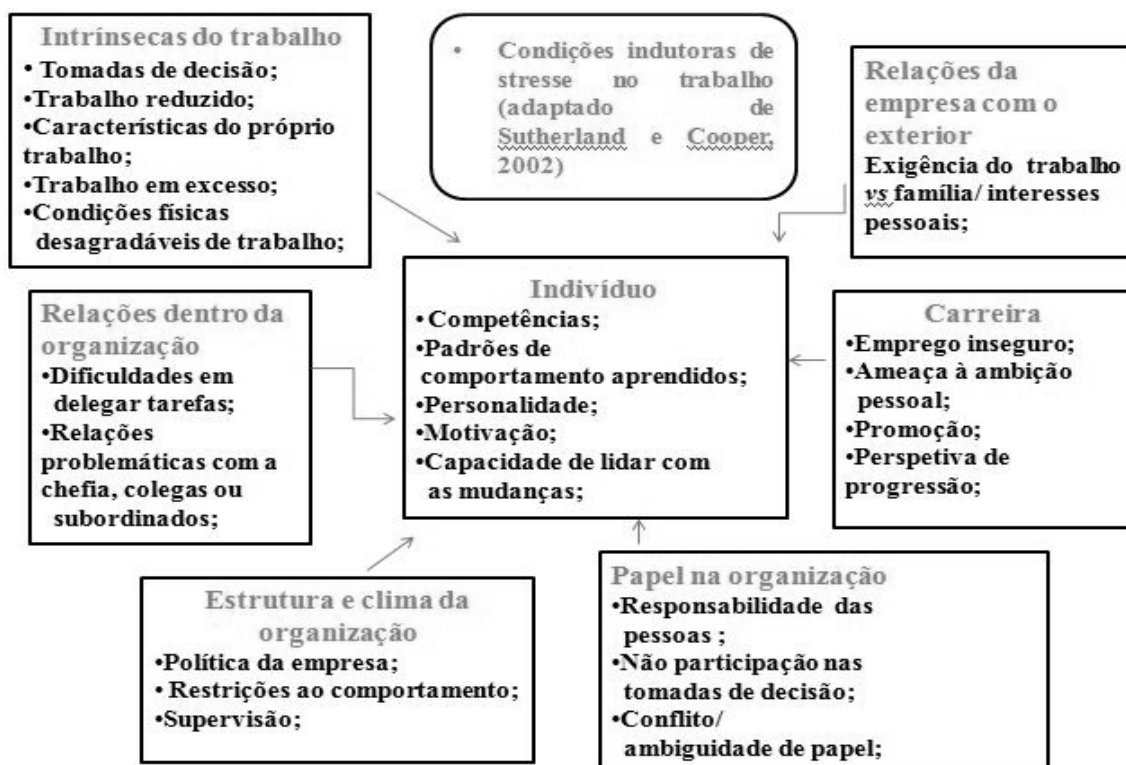 Intrínsecas do trabalho
• Tomadas de decisão;
•Trabalho reduzido;
•Características do próprio
trabalho;
•Trabalho em excesso;
•Condições físicas
desagradáveis de trabalho;
• Condições indutoras de
stresse no trabalho
(adaptado de
Sutherland e Cooper,
2002)
Relações da
empresa com o
exterior
Exigência do trabalho
vs família/ interesses
pessoais;
Relações dentro da
organização
•Dificuldades em
delegar tarefas;
•Relações
problemáticas com a
chefia, colegas ou
subordinados;
Indivíduo
•Competências;
•Padrões de
comportamento aprendidos;
•Personalidade;
•Motivação;
•Capacidade de lidar com
as mudanças;
Carreira
•Emprego inseguro;
•Ameaça à ambição
pessoal;
•Promoção;
•Perspetiva de
progressão;
Estrutura e clima da
organização
•Política da empresa;
• Restrições ao comportamento;
•Supervisão;
Papel na organização
•Responsabilidade das
pessoas ;
•Não participação nas
tomadas de decisão;
•Conflito/
ambiguidade de papel;